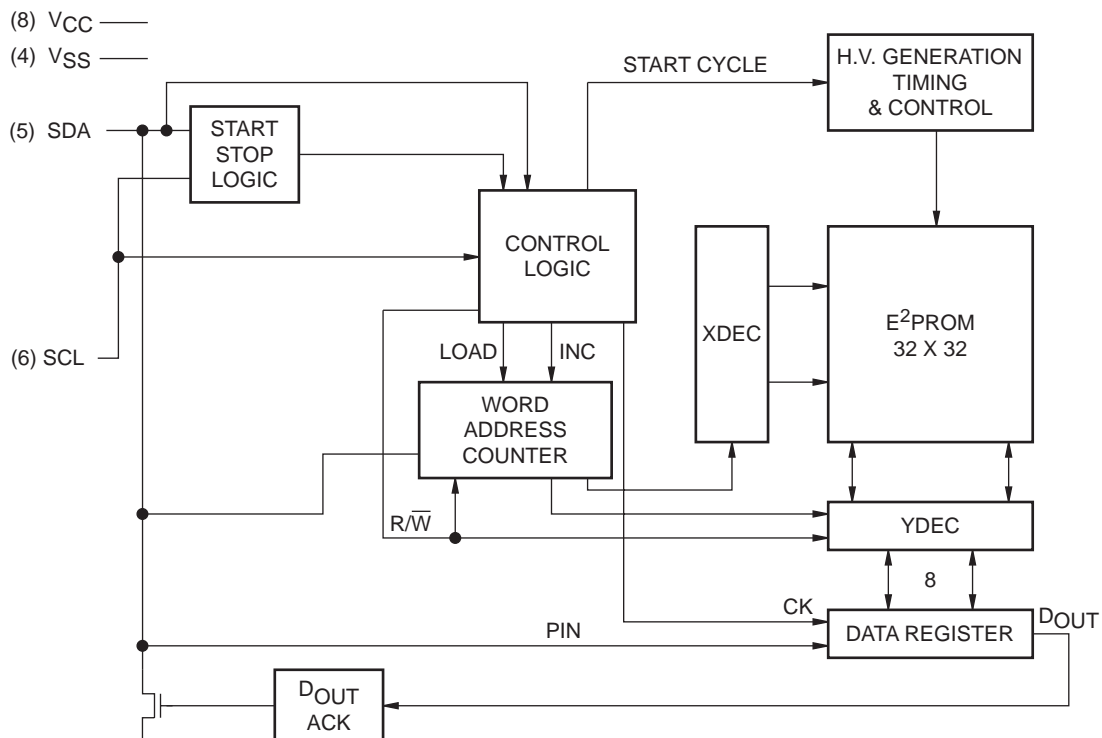 (8) VCC
(4) VSS
(5) SDA
(6) SCL
START
STOP
LOGIC
START CYCLE
H.V. GENERATION
TIMING
& CONTROL
CONTROL
LOGIC
LOAD
INC
WORD
ADDRESS
COUNTER
XDEC
E²PROM
32 X 32
R/W̅
YDEC
8
CK
PIN
DATA REGISTER
DOUT
DOUT
ACK